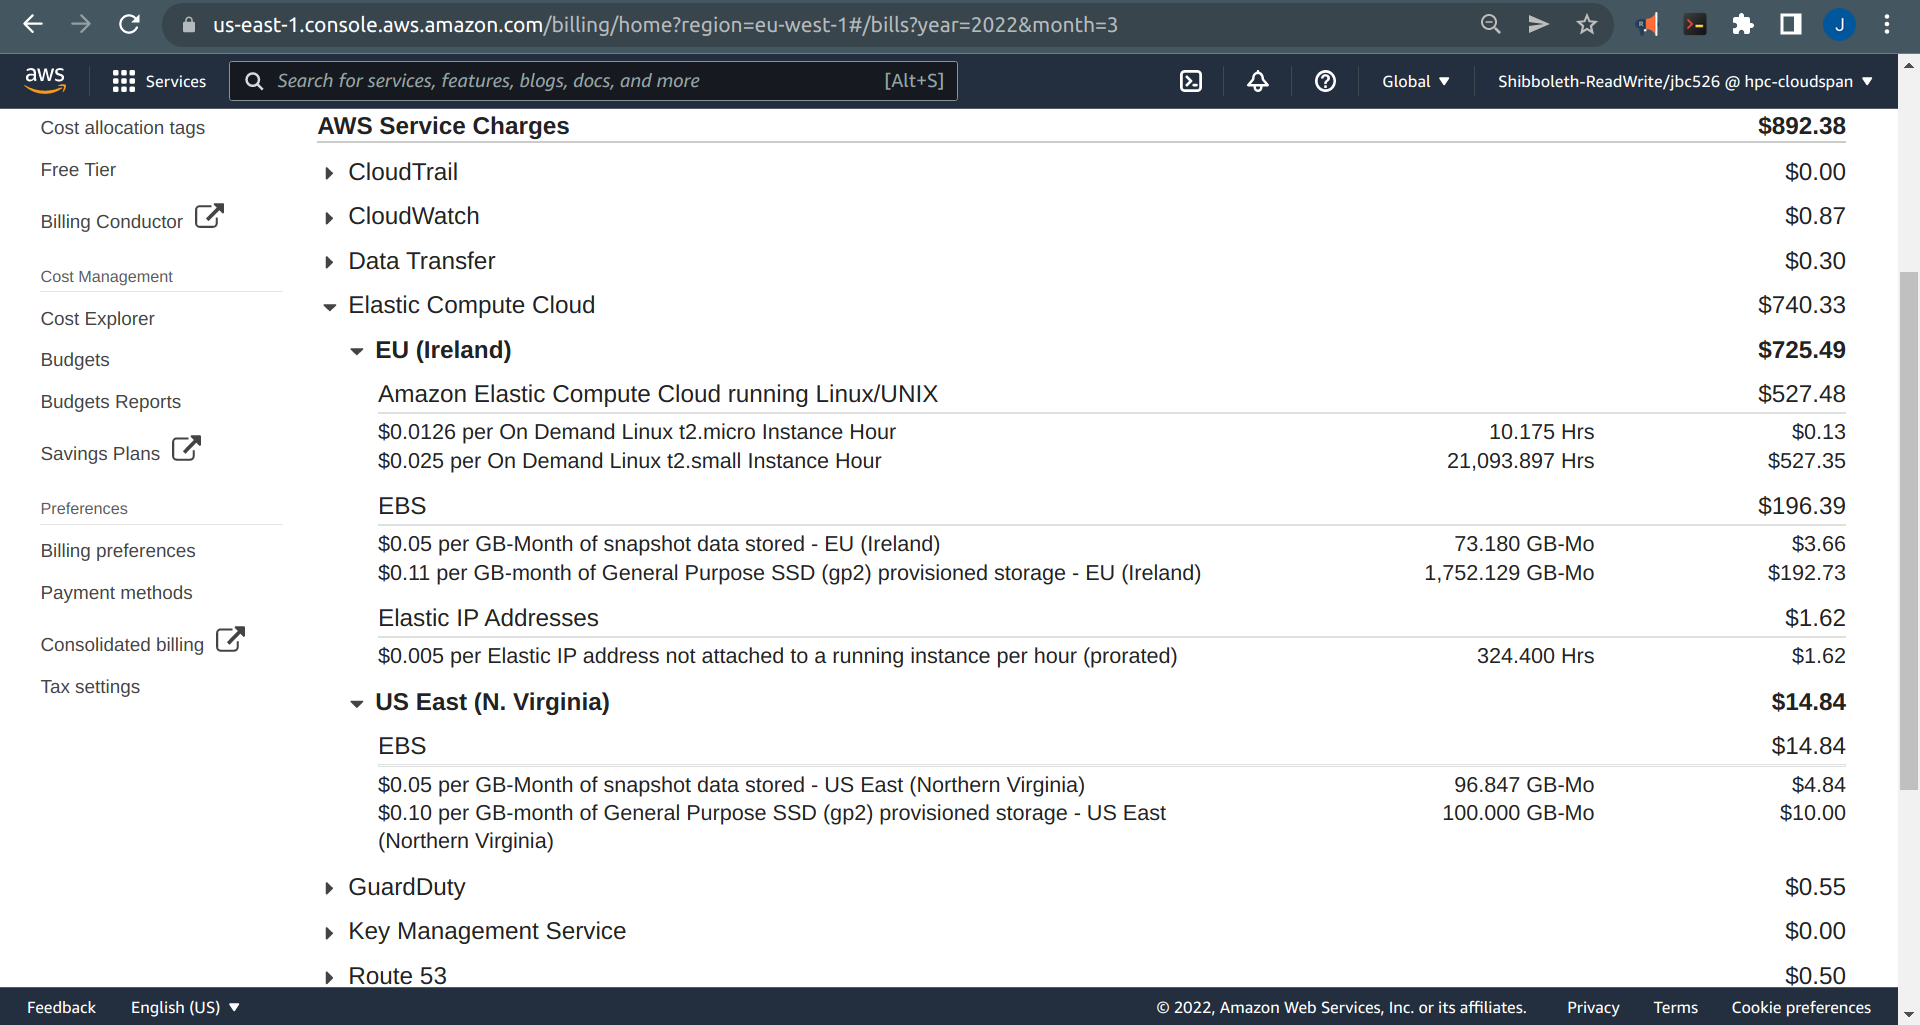 us-east-1.console.aws.amazon.com/billing/home?region=eu-west-1#/bills?year=2022&month=3
J
aws
Services
Search for services, features, blogs, docs, and more
[Alt+S]
Global
Shibboleth-ReadWrite/jbc526 @ hpc-cloudspan
Cost allocation tags
Free Tier
Billing Conductor
Cost Management
Cost Explorer
Budgets
Budgets Reports
Savings Plans
Preferences
Billing preferences
Payment methods
Consolidated billing
Tax settings
AWS Service Charges $892.38
CloudTrail $0.00
CloudWatch $0.87
Data Transfer $0.30
Elastic Compute Cloud $740.33
EU (Ireland) $725.49
Amazon Elastic Compute Cloud running Linux/UNIX $527.48
$0.0126 per On Demand Linux t2.micro Instance Hour 10.175 Hrs $0.13
$0.025 per On Demand Linux t2.small Instance Hour 21,093.897 Hrs $527.35
EBS $196.39
$0.05 per GB-Month of snapshot data stored - EU (Ireland) 73.180 GB-Mo $3.66
$0.11 per GB-month of General Purpose SSD (gp2) provisioned storage - EU (Ireland) 1,752.129 GB-Mo $192.73
Elastic IP Addresses $1.62
$0.005 per Elastic IP address not attached to a running instance per hour (prorated) 324.400 Hrs $1.62
US East (N. Virginia) $14.84
EBS $14.84
$0.05 per GB-Month of snapshot data stored - US East (Northern Virginia) 96.847 GB-Mo $4.84
$0.10 per GB-month of General Purpose SSD (gp2) provisioned storage - US East 100.000 GB-Mo $10.00
(Northern Virginia)
GuardDuty $0.55
Key Management Service $0.00
Route 53 $0.50
Feedback
English (US)
© 2022, Amazon Web Services, Inc. or its affiliates.
Privacy
Terms
Cookie preferences